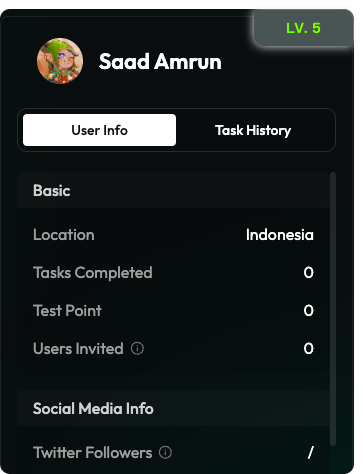 LV. 5
Saad Amrun
User Info Task History
Basic
Location Indonesia
Tasks Completed 0
Test Point 0
Users Invited 0
Social Media Info
Twitter Followers /